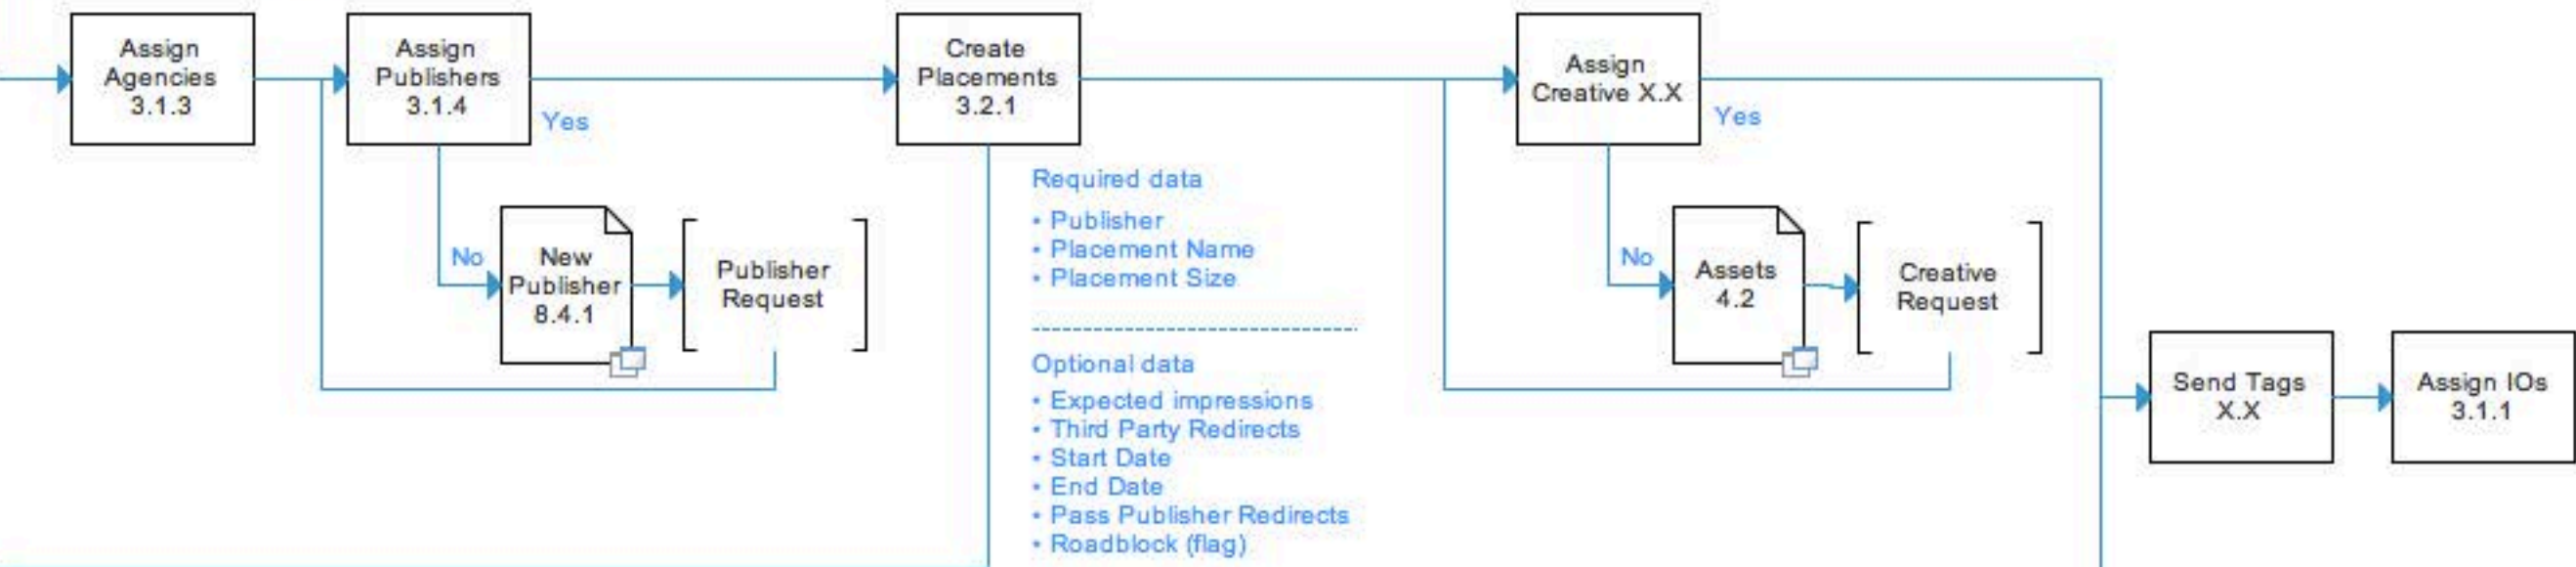 Assign
Agencies
3.1.3
Assign
Publishers
3.1.4
Yes
No
New
Publisher
8.4.1
Publisher
Request
Create
Placements
3.2.1
Required data
• Publisher
• Placement Name
• Placement Size
Optional data
• Expected impressions
• Third Party Redirects
• Start Date
• End Date
• Pass Publisher Redirects
• Roadblock (flag)
Assign
Creative X.X
Yes
No
Assets
4.2
Creative
Request
Send Tags
X.X
Assign IOs
3.1.1